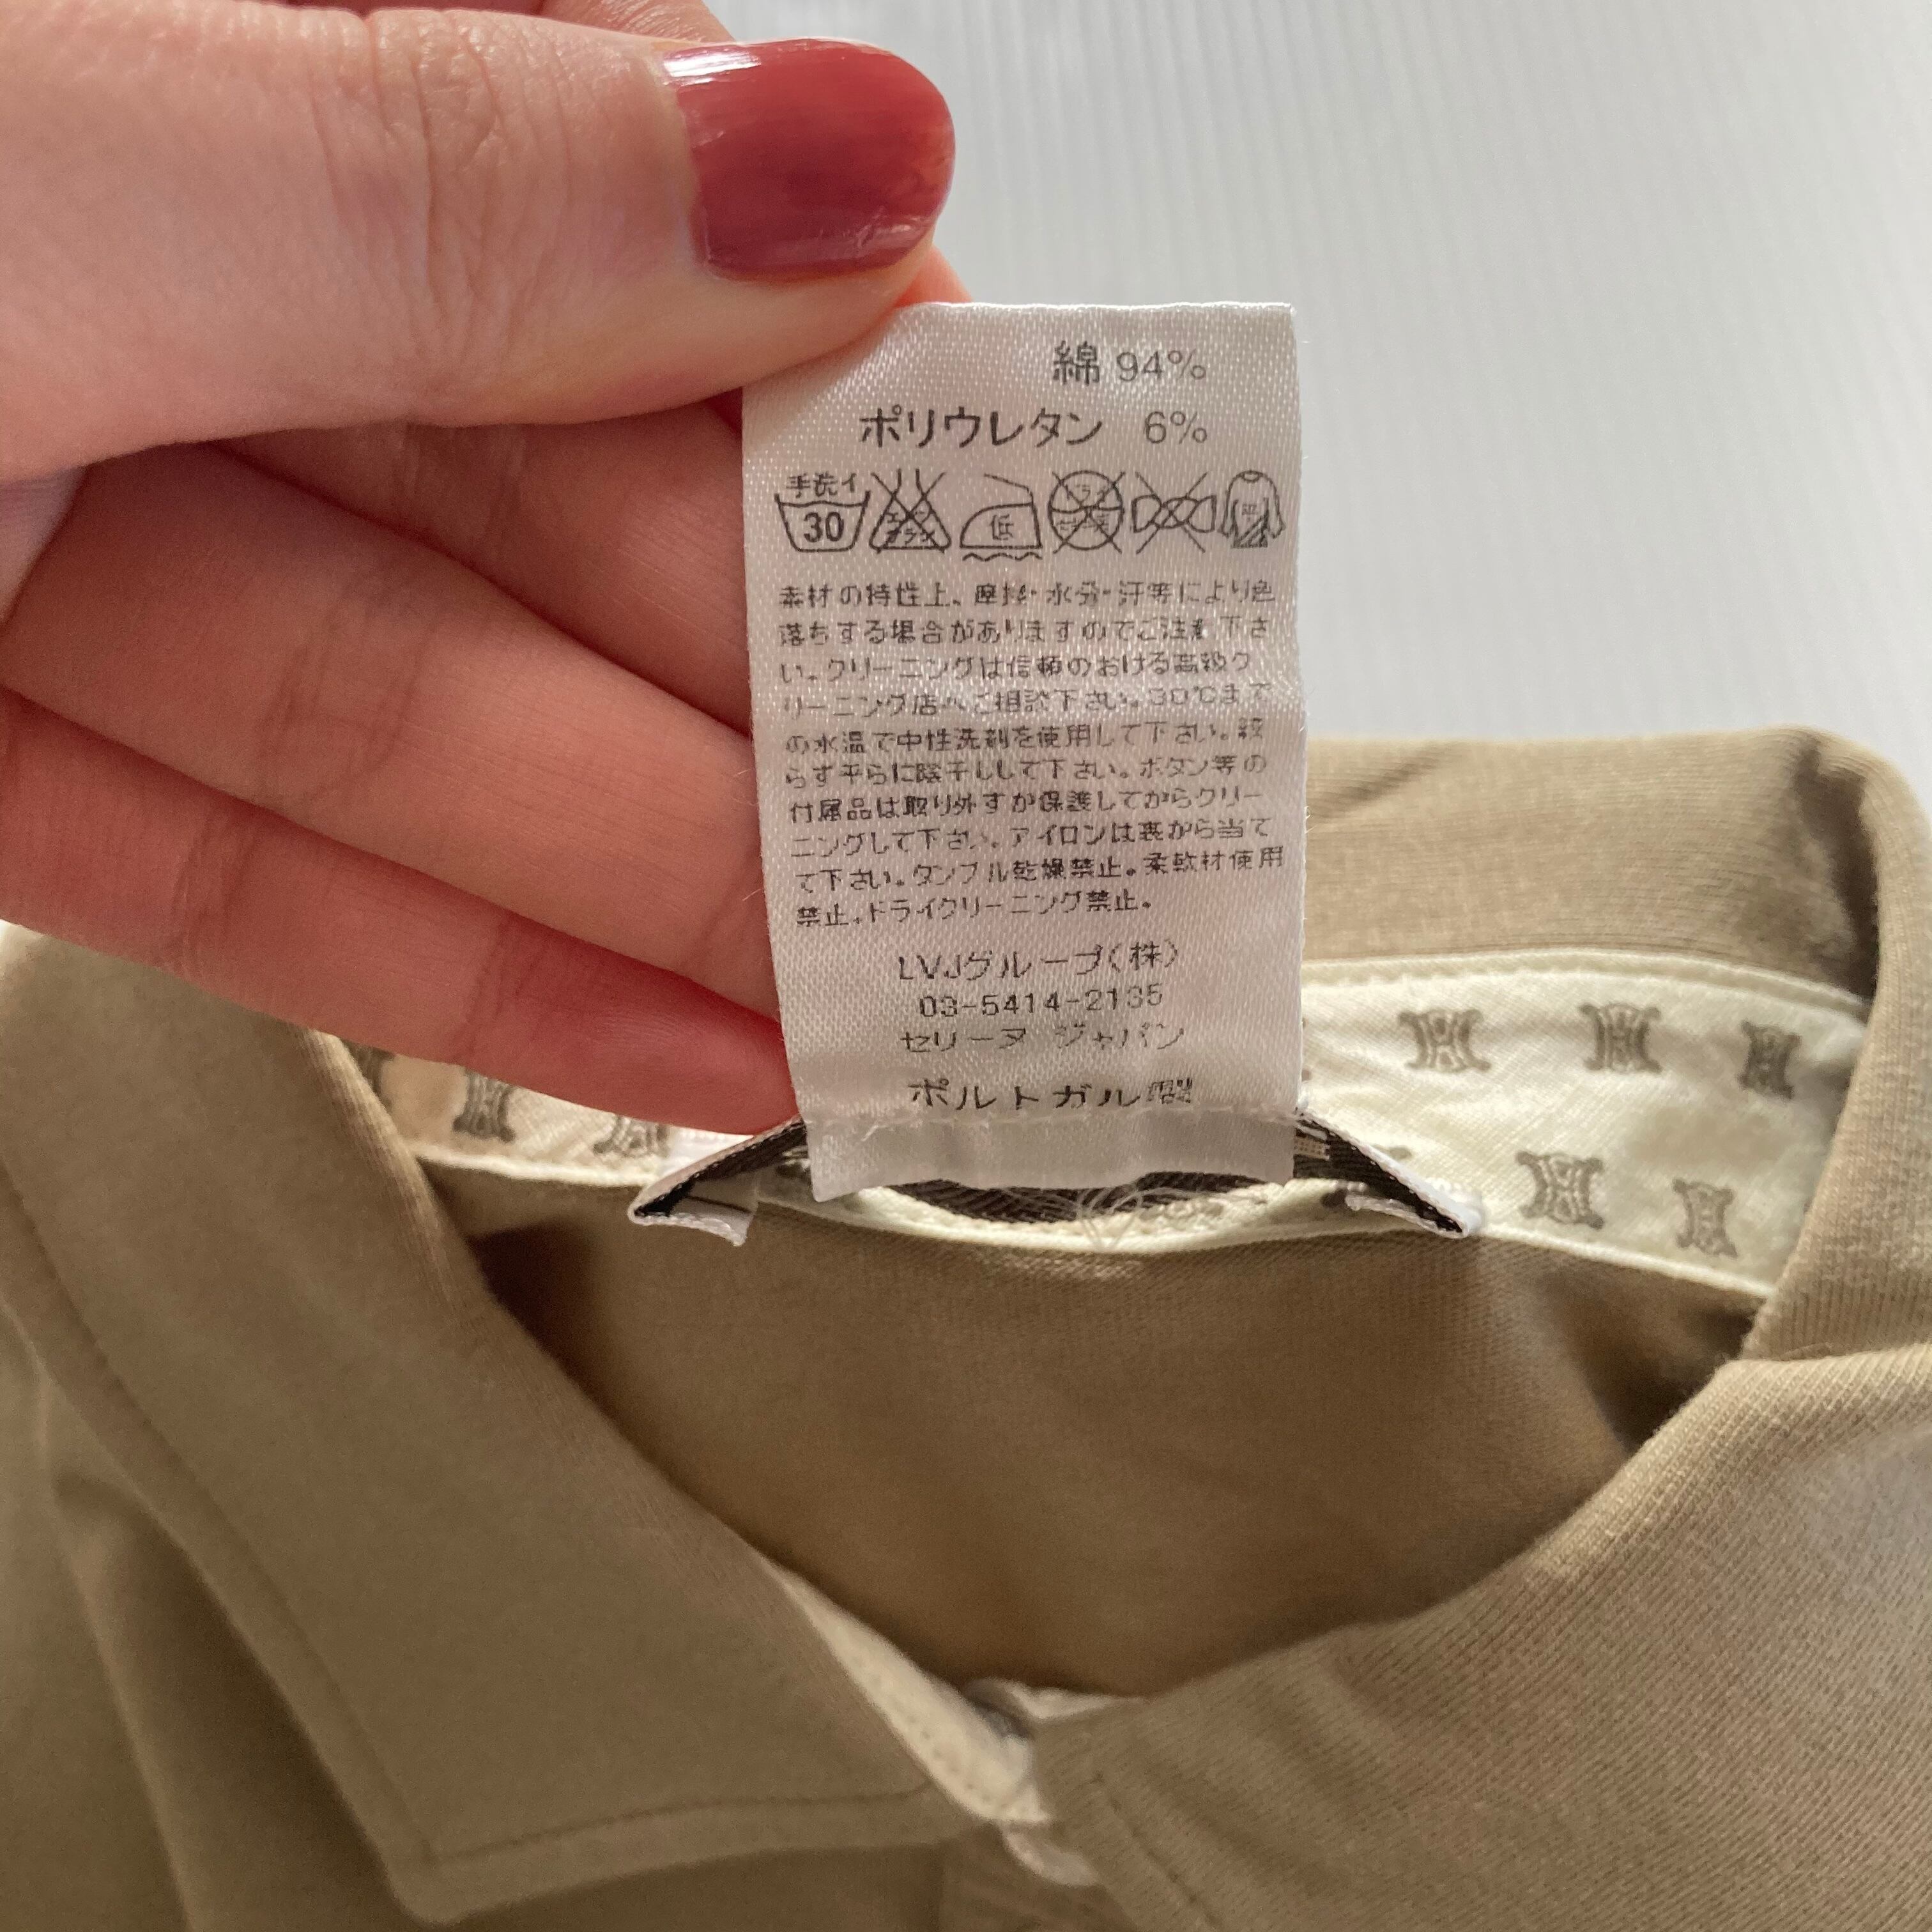 綿 94%
ポリウレタン 6%
手洗イ
30 低
素材の特性上、摩擦・水分・汗等により色
落ちする場合がありますのでご注意下さ
い。クリーニングは信頼のおける高級ク
リーニング店へご相談下さい。30℃まで
の水温で中性洗剤を使用して下さい。絞
らず平らに陰干しして下さい。ボタン等の
付属品は取り外すか保護してからクリー
ニングして下さい。アイロンは裏から当て
て下さい。タンブル乾燥禁止。柔軟材使用
禁止。ドライクリーニング禁止。
LVJグループ(株)
03-5414-2135
セリーヌ ジャパン
ポルトガル製